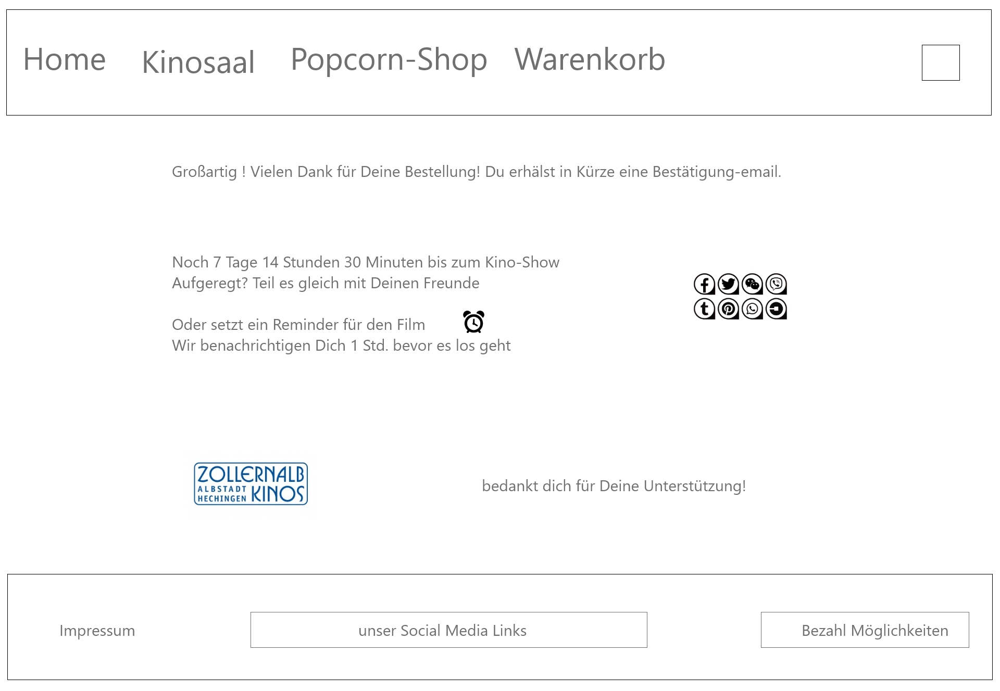 Home Kinosaal Popcorn-Shop Warenkorb
Großartig ! Vielen Dank für Deine Bestellung! Du erhälst in Kürze eine Bestätigung-email.
Noch 7 Tage 14 Stunden 30 Minuten bis zum Kino-Show
Aufgeregt? Teil es gleich mit Deinen Freunde
Oder setzt ein Reminder für den Film
Wir benachrichtigen Dich 1 Std. bevor es los geht
ZOLLERNALB
ALBSTADT
HECHINGEN KINOS
bedankt dich für Deine Unterstützung!
Impressum unser Social Media Links Bezahl Möglichkeiten